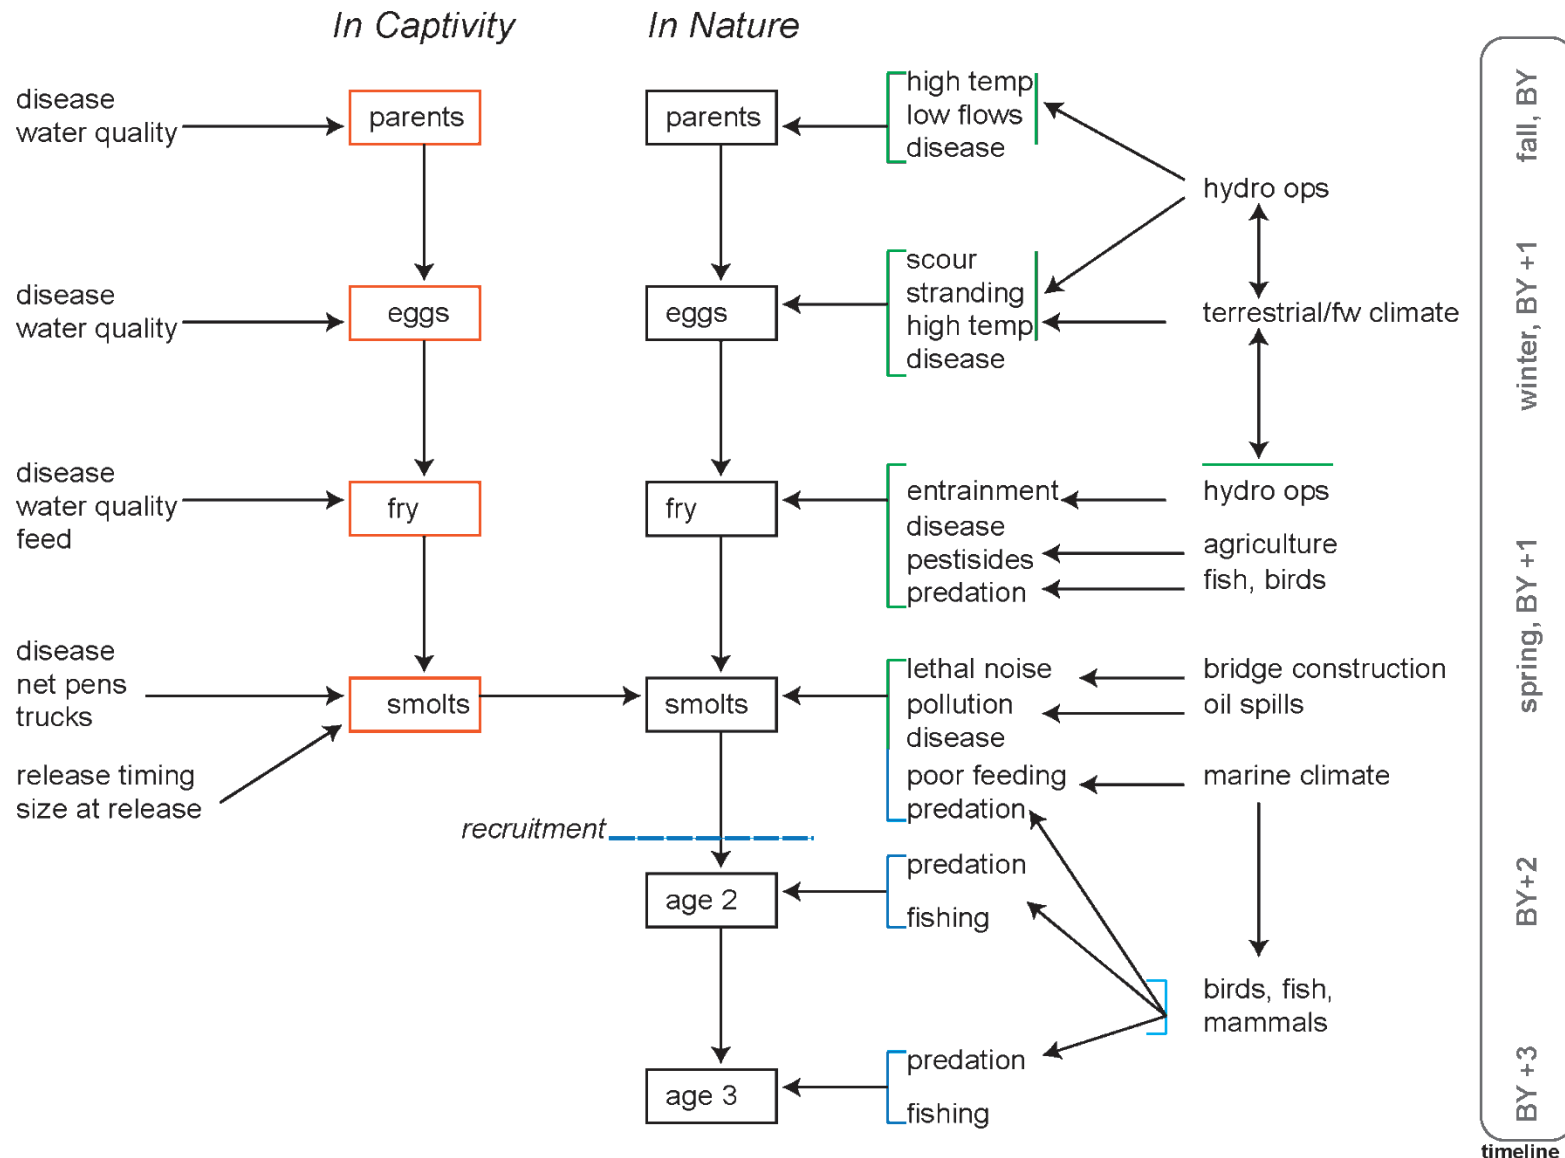 In Captivity
In Nature
disease
water quality
parents
parents
high temp
low flows
disease
hydro ops
fall, BY
disease
water quality
eggs
eggs
scour
stranding
high temp
disease
terrestrial/fw climate
winter, BY +1
disease
water quality
feed
fry
fry
entrainment
disease
pestisides
predation
hydro ops
agriculture
fish, birds
spring, BY +1
disease
net pens
trucks
smolts
smolts
lethal noise
pollution
disease
poor feeding
predation
bridge construction
oil spills
marine climate
release timing
size at release
recruitment
age 2
predation
fishing
BY+2
birds, fish,
mammals
age 3
predation
fishing
BY +3
timeline